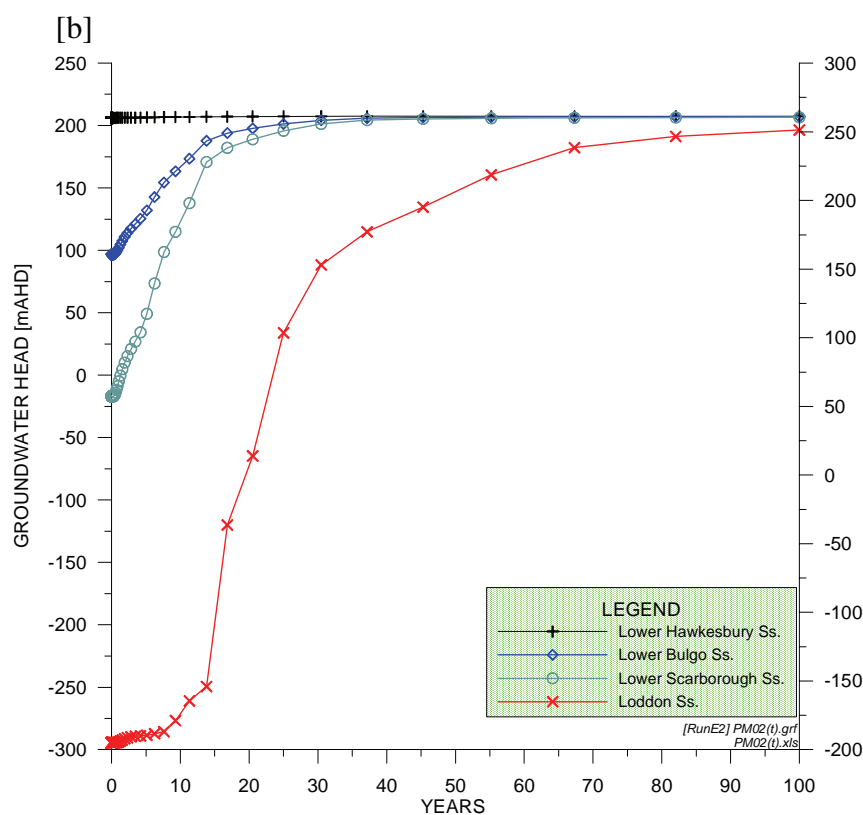 [b]
250
200
150
100
50
0
-50
-100
-150
-200
-250
-300
GROUNDWATER HEAD [mAHD]
300
250
200
150
100
50
0
-50
-100
-150
-200
LEGEND
Lower Hawkesbury Ss.
Lower Bulgo Ss.
Lower Scarborough Ss.
Loddon Ss.
[RunE2] PM02(t).grf
PM02(t).xls
0 10 20 30 40 50 60 70 80 90 100
YEARS